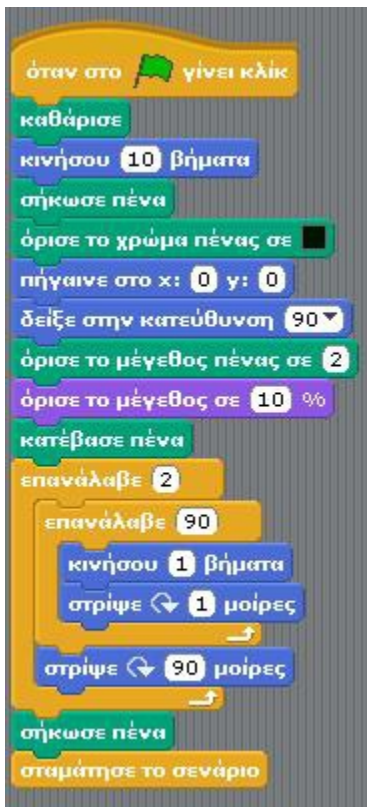 όταν στο γίνει κλίκ
καθάρισε
κινήσου 10 βήματα
σήκωσε πένα
όρισε το χρώμα πένας σε
πήγαινε στο x: 0 y: 0
δείξε στην κατεύθυνση 90
όρισε το μέγεθος πένας σε 2
όρισε το μέγεθος σε 10 %
κατέβασε πένα
επανάλαβε 2
επανάλαβε 90
κινήσου 1 βήματα
στρίψε 1 μοίρες
στρίψε 90 μοίρες
σήκωσε πένα
σταμάτησε το σενάριο